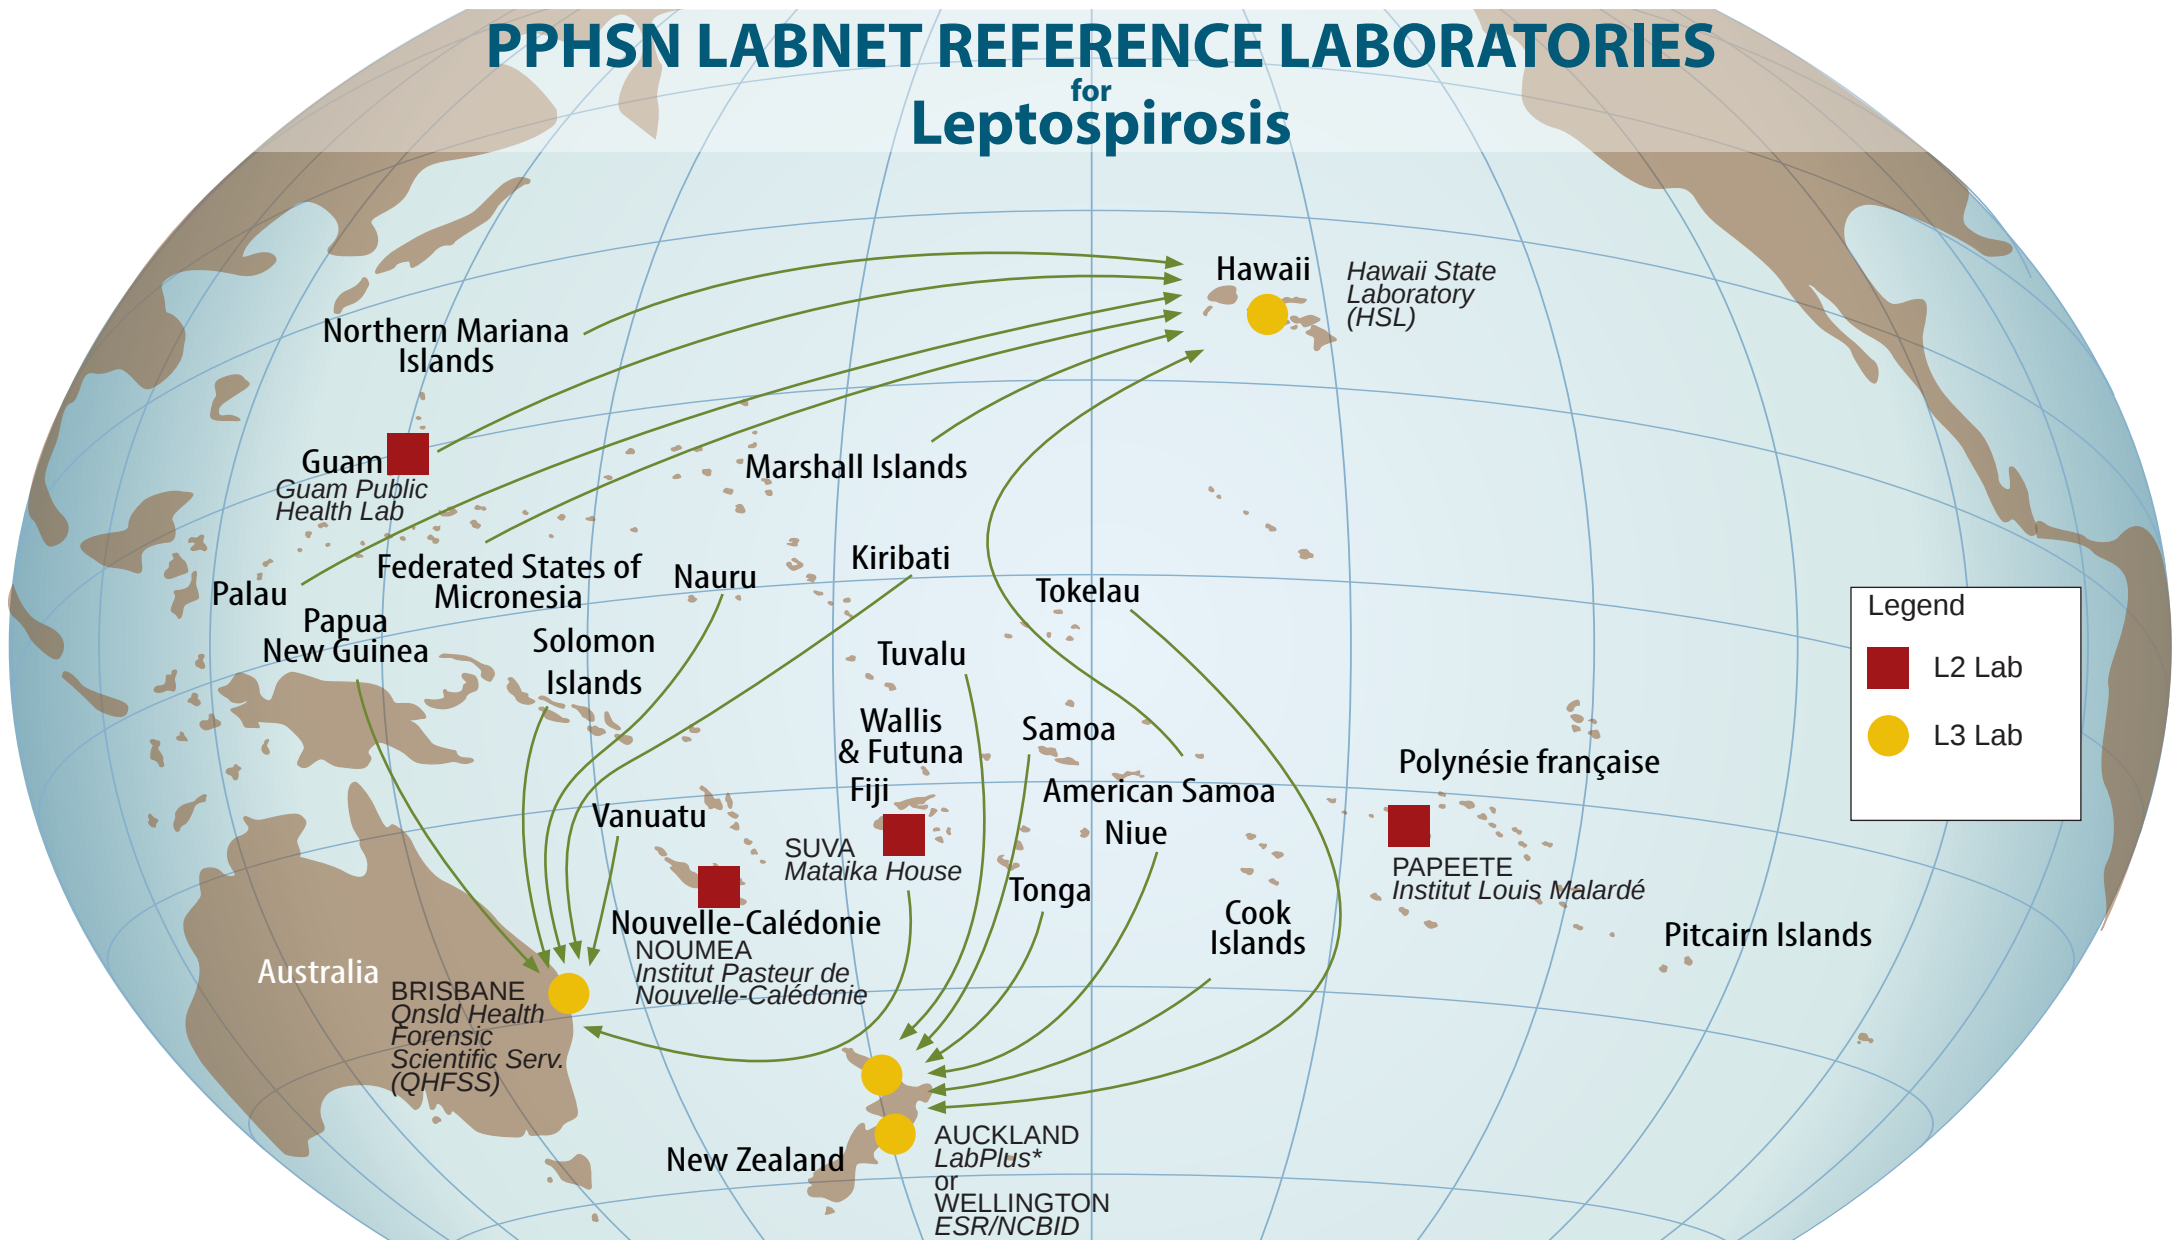 PPHSN LABNET REFERENCE LABORATORIES
for
Leptospirosis
Hawaii
Hawaii State
Laboratory
(HSL)
Northern Mariana
Islands
Guam
Guam Public
Health Lab
Marshall Islands
Palau
Federated States of
Micronesia
Nauru
Kiribati
Tokelau
Papua
New Guinea
Solomon
Islands
Tuvalu
Legend
L2 Lab
L3 Lab
Wallis
& Futuna
Samoa
Fiji
American Samoa
Niue
Polynésie française
Vanuatu
SUVA
Mataika House
PAPEETE
Institut Louis Malardé
Tonga
Cook
Islands
Pitcairn Islands
Nouvelle-Calédonie
NOUMEA
Institut Pasteur de
Nouvelle-Calédonie
Australia
BRISBANE
Qnsld Health
Forensic
Scientific Serv.
(QHFSS)
New Zealand
AUCKLAND
LabPlus*
or
WELLINGTON
ESR/NCBID